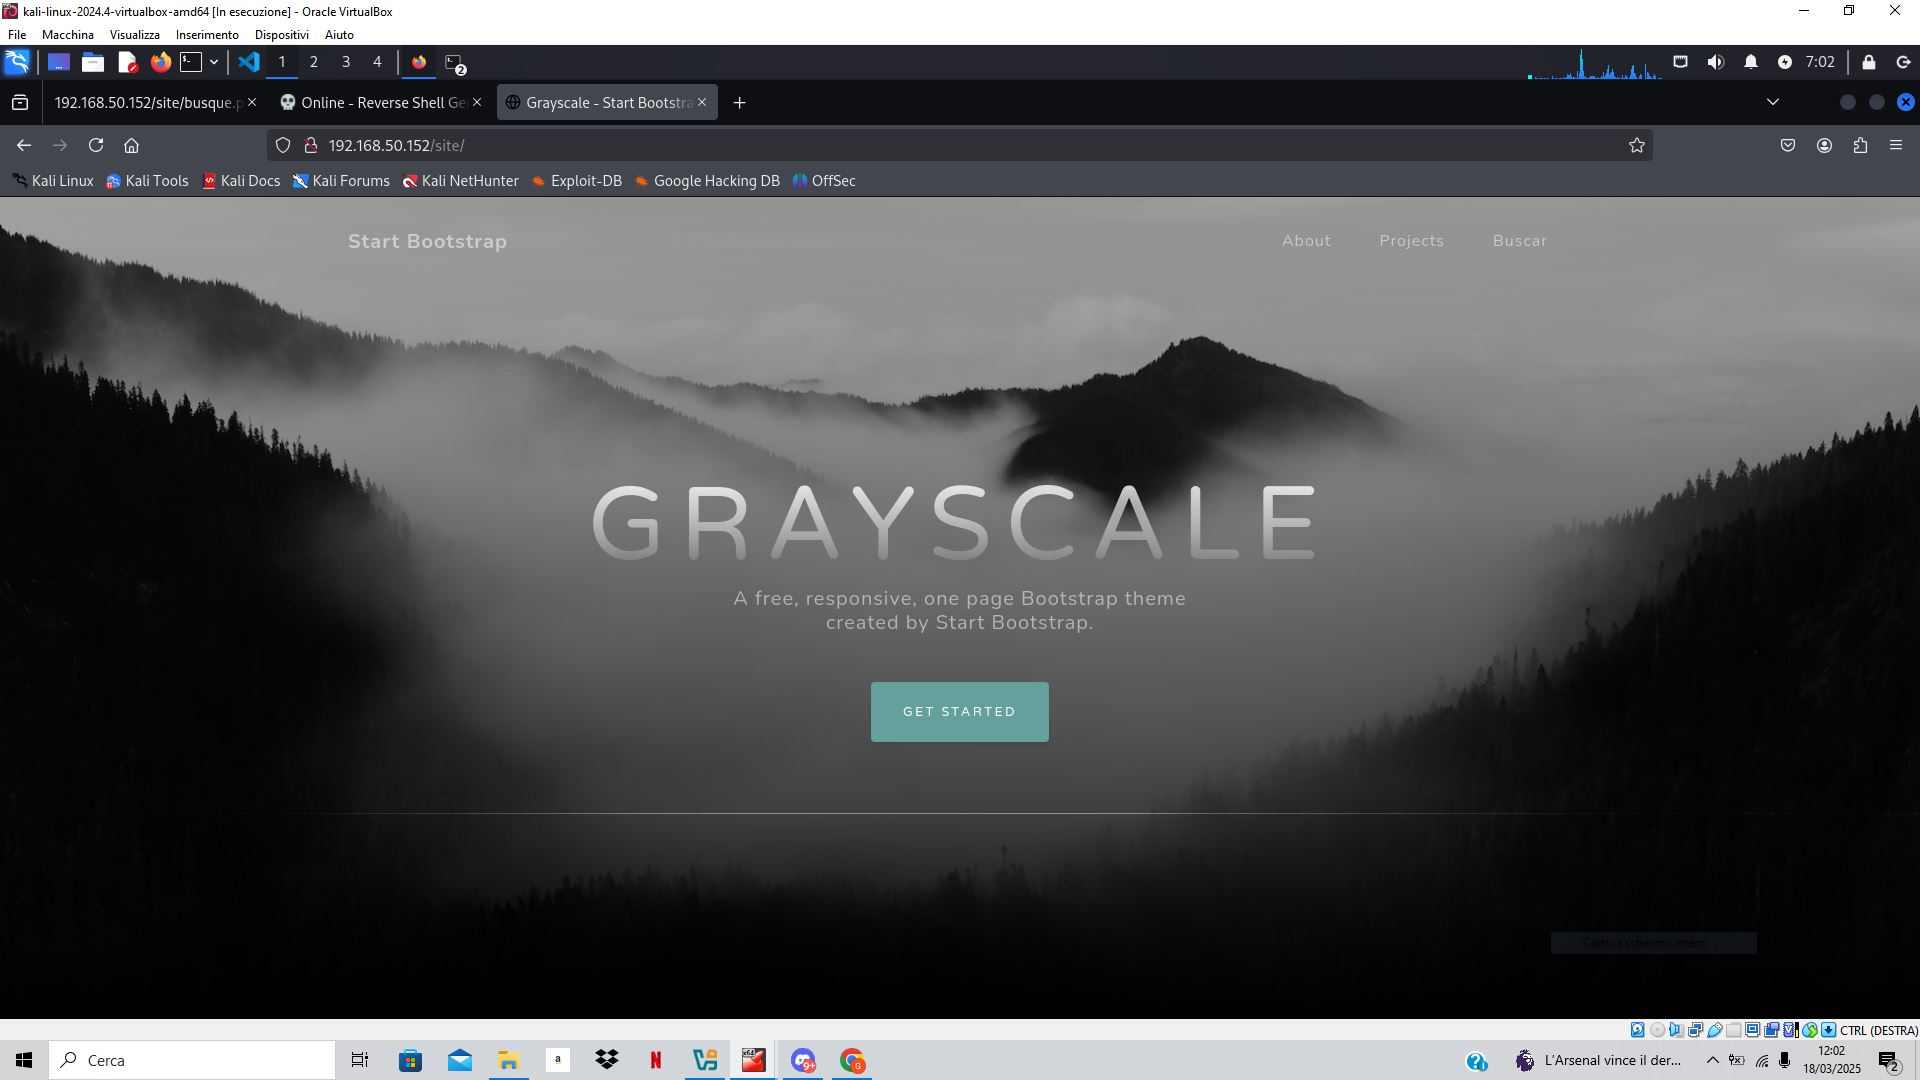 kali-linux-2024.4-virtualbox-amd64 [In esecuzione] - Oracle VirtualBox
File Macchina Visualizza Inserimento Dispositivi Aiuto
1 2 3 4 2 7:02
192.168.50.152/site/busque.p Online - Reverse Shell Ge Grayscale - Start Bootstra
192.168.50.152/site/
Kali Linux Kali Tools Kali Docs Kali Forums Kali NetHunter Exploit-DB Google Hacking DB OffSec
Start Bootstrap About Projects Buscar
GRAYSCALE
A free, responsive, one page Bootstrap theme
created by Start Bootstrap.
GET STARTED
Cattura schermo intero
CTRL (DESTRA)
Cerca a N x64 9+ G L'Arsenal vince il der... 12:02
18/03/2025 2